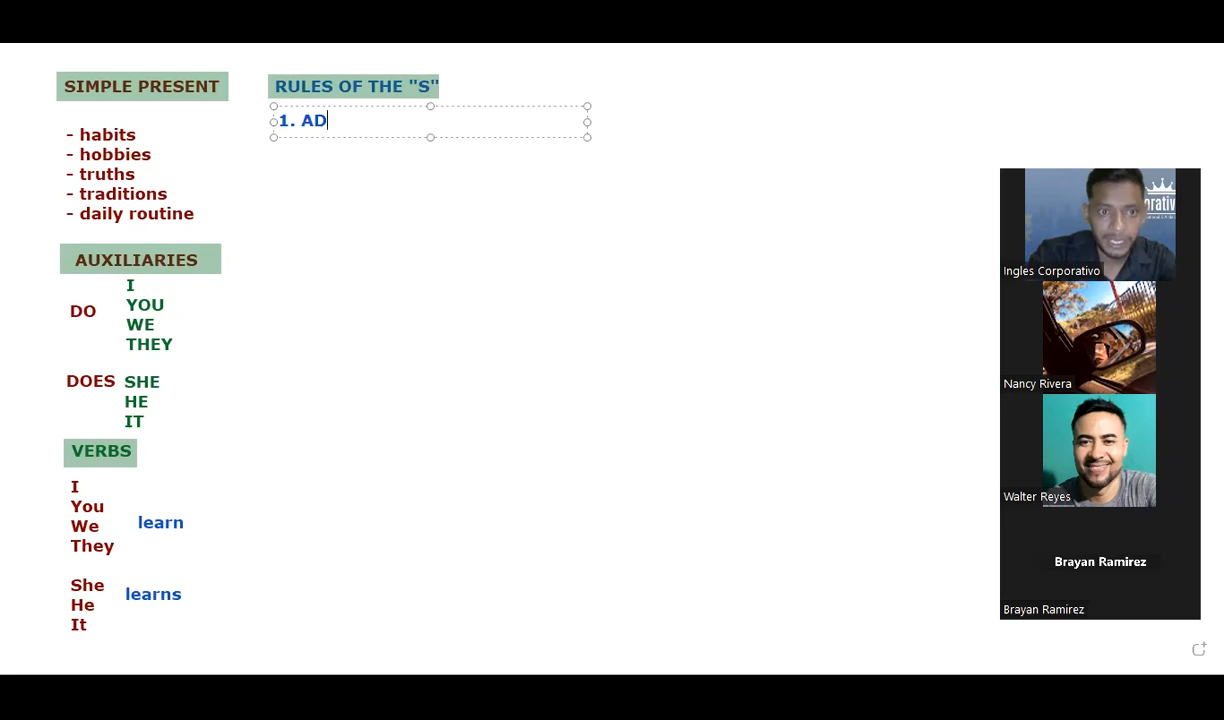 SIMPLE PRESENT
- habits
- hobbies
- truths
- traditions
- daily routine
AUXILIARIES
DO
I
YOU
WE
THEY
DOES
SHE
HE
IT
VERBS
I
You
We
They
learn
She
He
It
learns
RULES OF THE "S"
1. AD
orativ
Ingles Corporativo
Nancy Rivera
Walter Reyes
Brayan Ramirez
Brayan Ramirez